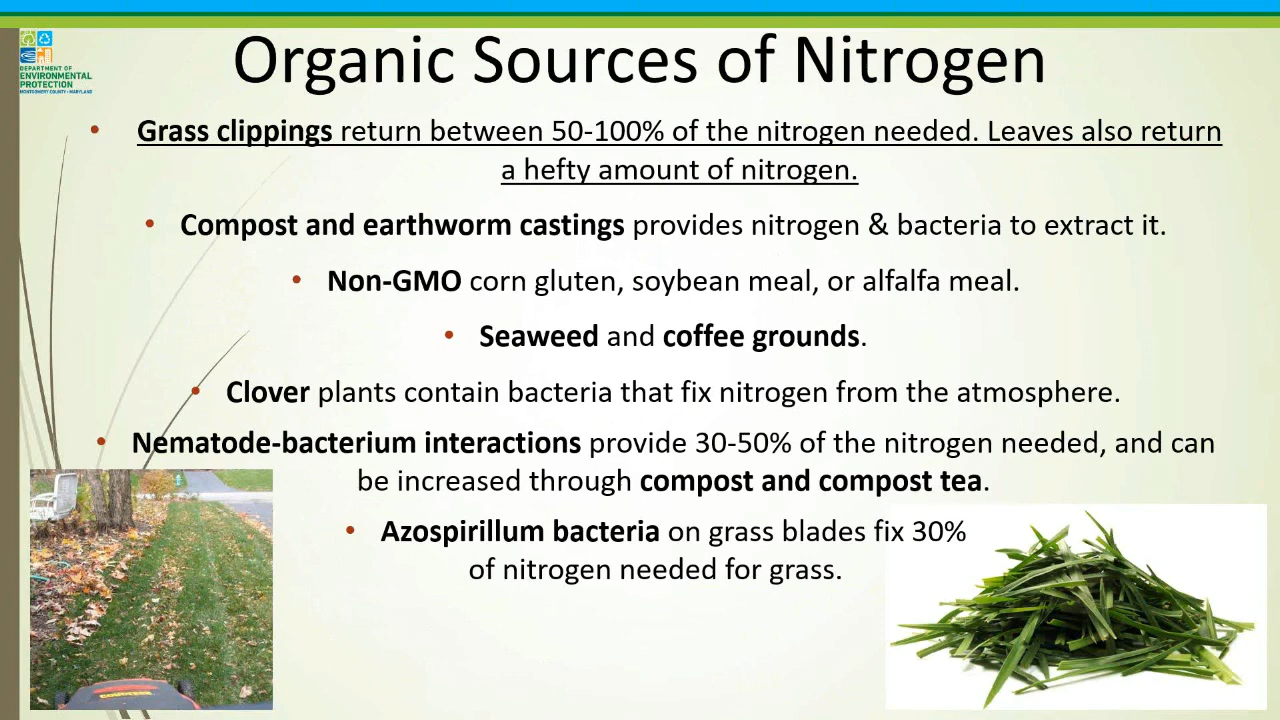 Organic Sources of Nitrogen
DEPARTMENT OF
ENVIRONMENTAL
PROTECTION
MONTGOMERY COUNTY • MARYLAND
• Grass clippings return between 50-100% of the nitrogen needed. Leaves also return
a hefty amount of nitrogen.
• Compost and earthworm castings provides nitrogen & bacteria to extract it.
• Non-GMO corn gluten, soybean meal, or alfalfa meal.
• Seaweed and coffee grounds.
• Clover plants contain bacteria that fix nitrogen from the atmosphere.
• Nematode-bacterium interactions provide 30-50% of the nitrogen needed, and can
be increased through compost and compost tea.
• Azospirillum bacteria on grass blades fix 30%
of nitrogen needed for grass.